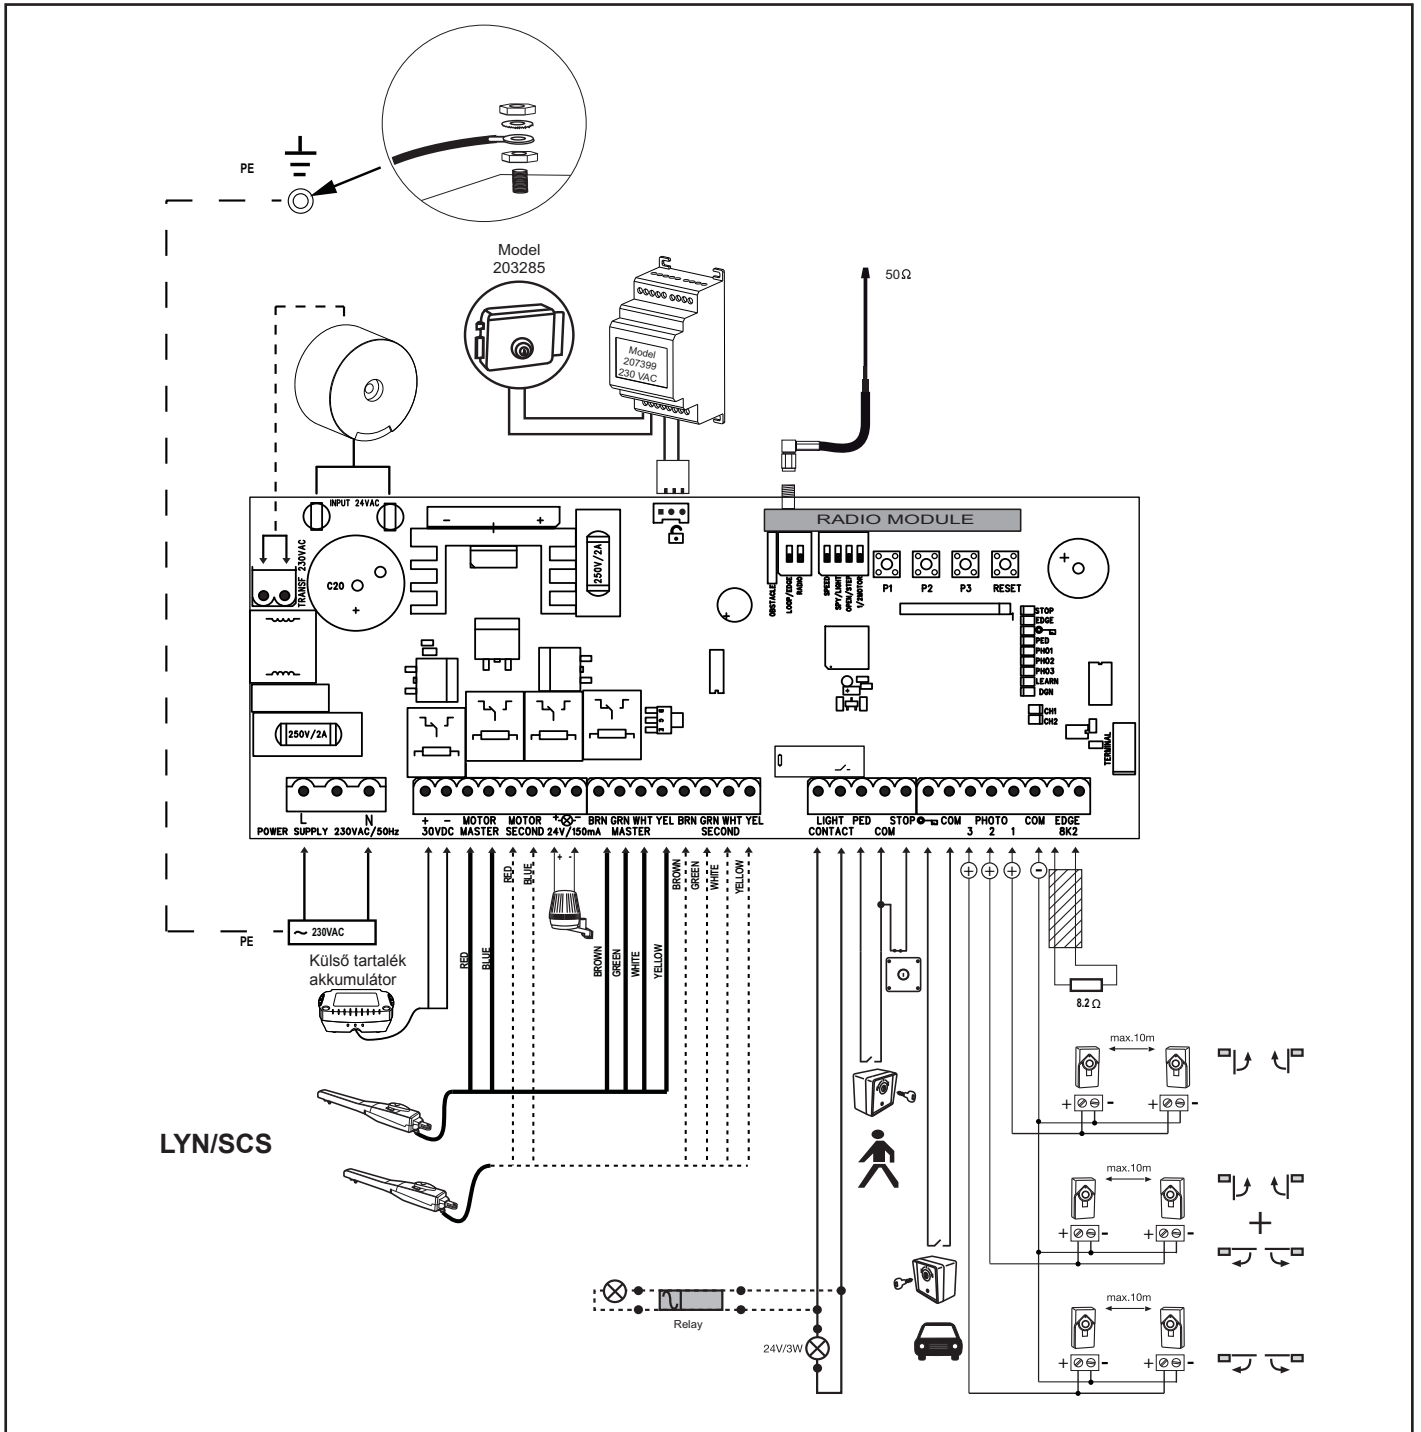 PE
Model
203285
50Ω
Model
207399
230 VAC
INPUT 24VAC
TRANSF 230VAC
C20
+
- +
250V/2A
RADIO MODULE
OBSTACLE
LOOP/EDGE
RADIO
SPEED
SPY/LIGHT
OPEN/STEP
1/2MOTOR
P1 P2 P3 RESET
1
STOP
EDGE
PED
PHO1
PHO2
PHO3
LEARN
DGN
CH1
CH2
TERMINAL
250V/2A
L N
POWER SUPPLY 230VAC/50Hz
+ - MOTOR MOTOR + - BRN GRN WHT YEL BRN GRN WHT YEL
30VDC MASTER SECOND 24V/150mA MASTER SECOND
LIGHT PED STOP COM PHOTO COM EDGE
CONTACT COM 3 2 1 8K2
+ -
RED
BLUE
BROWN
GREEN
WHITE
YELLOW
+ + + -
PE
~ 230VAC
Külső tartalék
akkumulátor
RED
BLUE
BROWN
GREEN
WHITE
YELLOW
8.2 Ω
max.10m
+ - + -
LYN/SCS
max.10m
+ - + -
+
max.10m
+ - + -
Relay
24V/3W